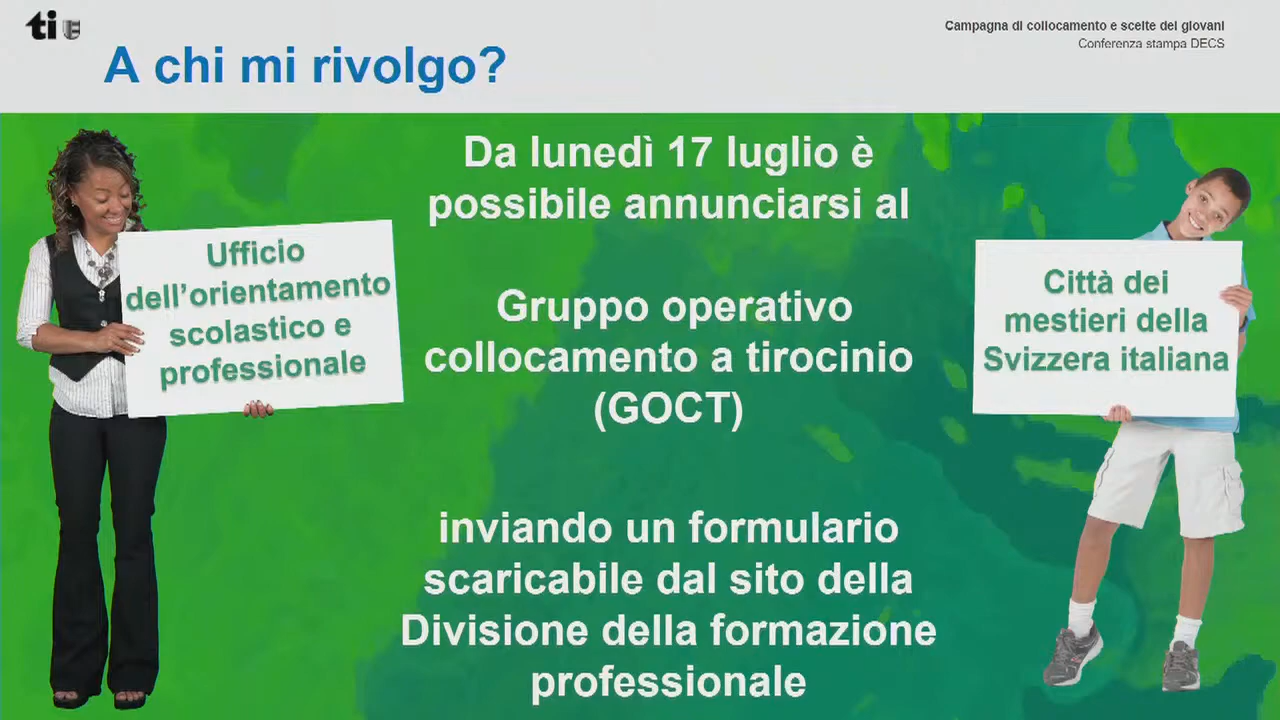 ti
Campagna di collocamento e scelte dei giovani
Conferenza stampa DECS
A chi mi rivolgo?
Da lunedì 17 luglio è
possibile annunciarsi al
Ufficio
dell’orientamento
scolastico e
professionale
Gruppo operativo
collocamento a tirocinio
(GOCT)
Città dei
mestieri della
Svizzera italiana
inviando un formulario
scaricabile dal sito della
Divisione della formazione
professionale